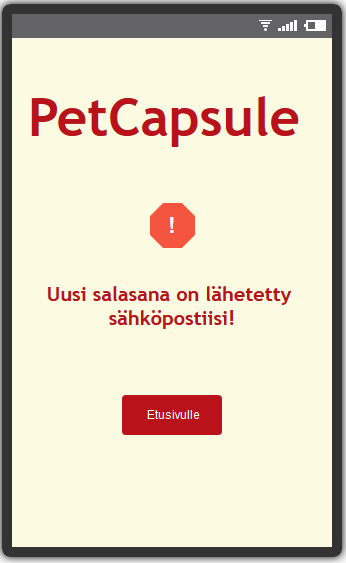 PetCapsule
!
Uusi salasana on lähetetty
sähköpostiisi!
Etusivulle